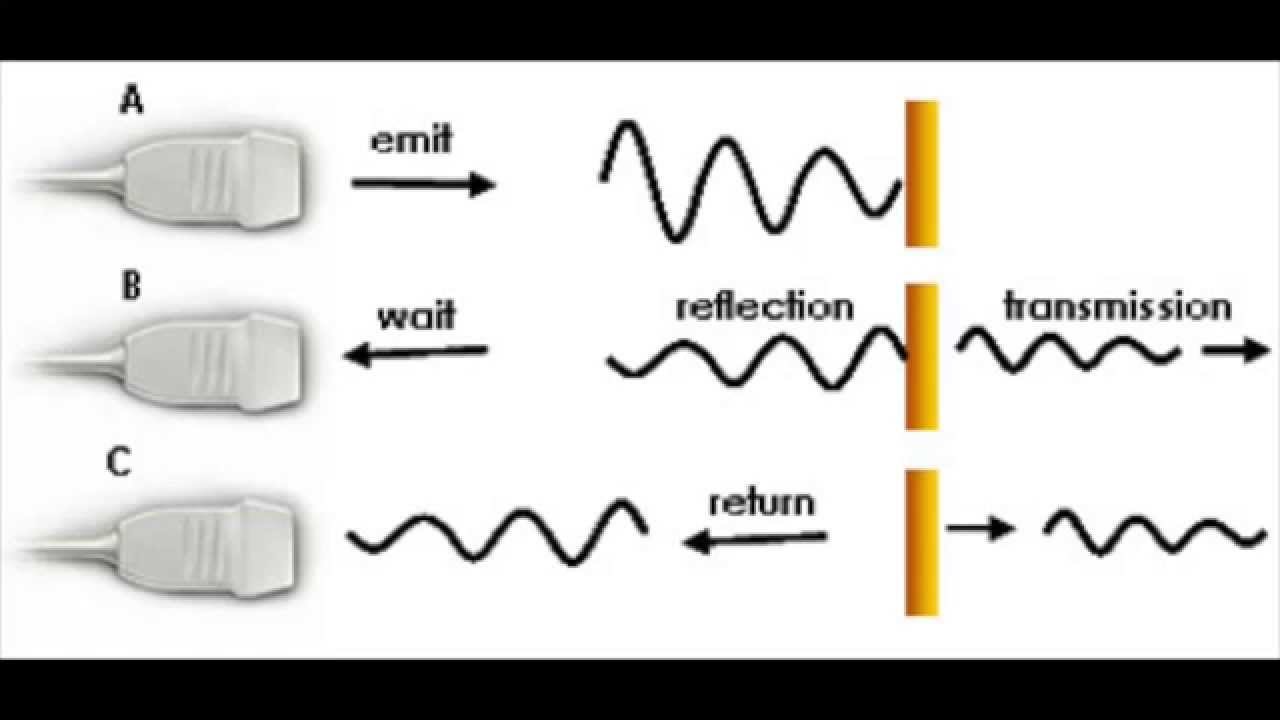 A
emit
B
wait
reflection
transmission
C
return